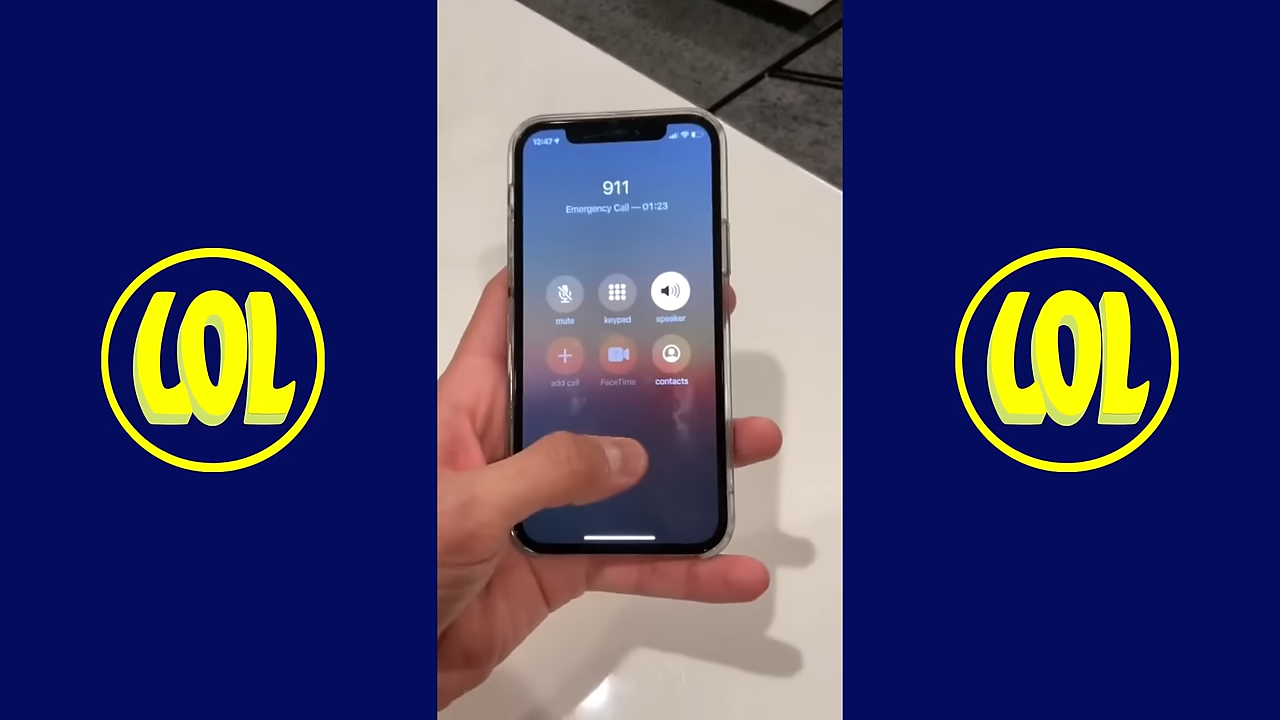 LOL
12:47
911
Emergency Call — 01:23
mute
keypad
speaker
add call
FaceTime
contacts
LOL